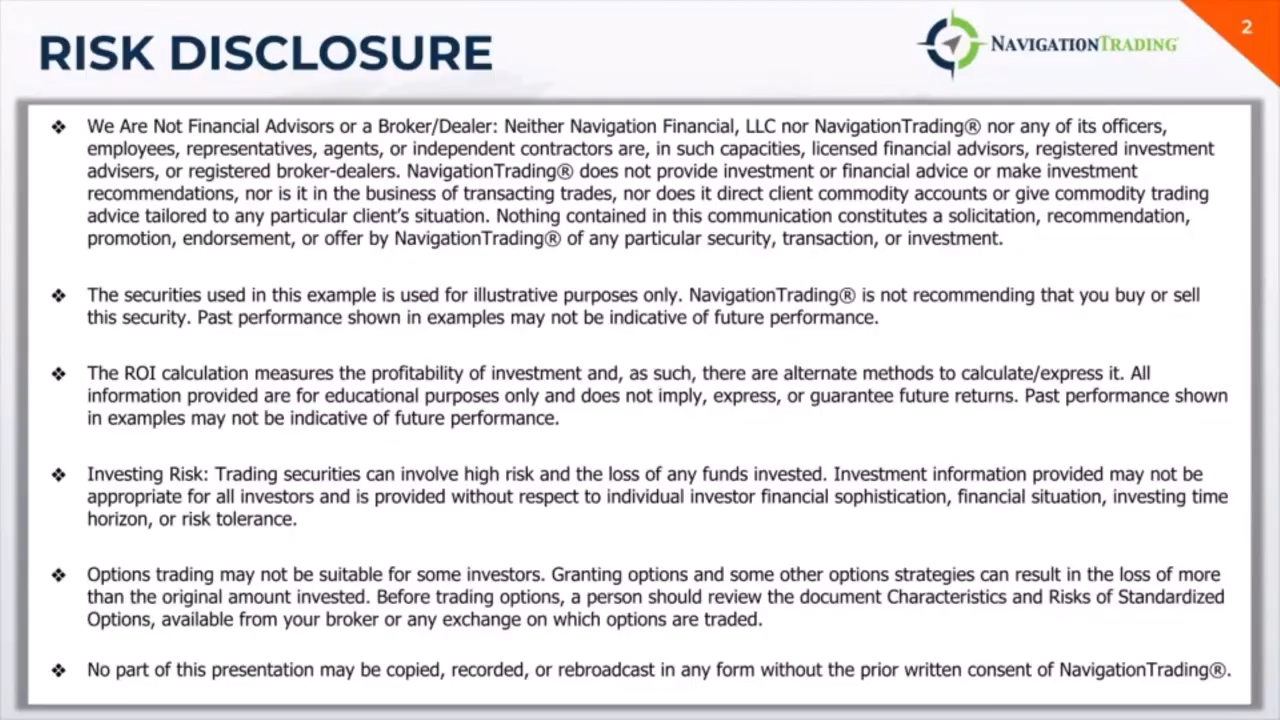 RISK DISCLOSURE
NAVIGATIONTRADING®
2
❖ We Are Not Financial Advisors or a Broker/Dealer: Neither Navigation Financial, LLC nor NavigationTrading® nor any of its officers,
employees, representatives, agents, or independent contractors are, in such capacities, licensed financial advisors, registered investment
advisers, or registered broker-dealers. NavigationTrading® does not provide investment or financial advice or make investment
recommendations, nor is it in the business of transacting trades, nor does it direct client commodity accounts or give commodity trading
advice tailored to any particular client’s situation. Nothing contained in this communication constitutes a solicitation, recommendation,
promotion, endorsement, or offer by NavigationTrading® of any particular security, transaction, or investment.
❖ The securities used in this example is used for illustrative purposes only. NavigationTrading® is not recommending that you buy or sell
this security. Past performance shown in examples may not be indicative of future performance.
❖ The ROI calculation measures the profitability of investment and, as such, there are alternate methods to calculate/express it. All
information provided are for educational purposes only and does not imply, express, or guarantee future returns. Past performance shown
in examples may not be indicative of future performance.
❖ Investing Risk: Trading securities can involve high risk and the loss of any funds invested. Investment information provided may not be
appropriate for all investors and is provided without respect to individual investor financial sophistication, financial situation, investing time
horizon, or risk tolerance.
❖ Options trading may not be suitable for some investors. Granting options and some other options strategies can result in the loss of more
than the original amount invested. Before trading options, a person should review the document Characteristics and Risks of Standardized
Options, available from your broker or any exchange on which options are traded.
❖ No part of this presentation may be copied, recorded, or rebroadcast in any form without the prior written consent of NavigationTrading®.